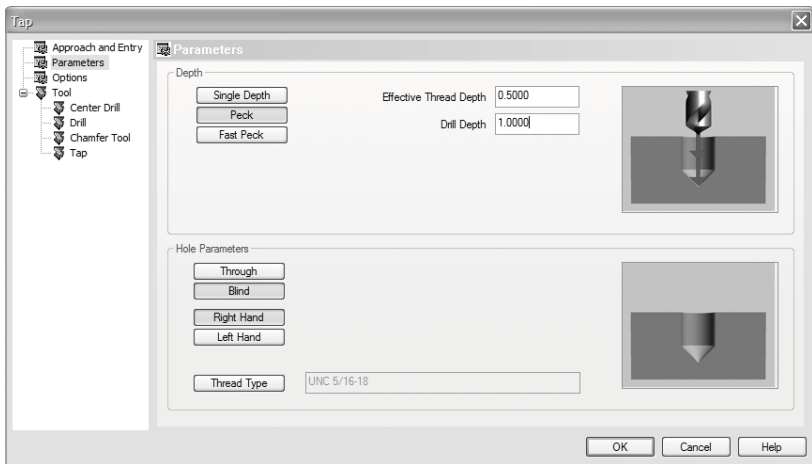 Tap
Approach and Entry
Parameters
Options
Tool
Center Drill
Drill
Chamfer Tool
Tap
Parameters
Depth
Single Depth
Peck
Fast Peck
Effective Thread Depth 0.5000
Drill Depth 1.0000
Hole Parameters
Through
Blind
Right Hand
Left Hand
Thread Type UNC 5/16-18
OK Cancel Help